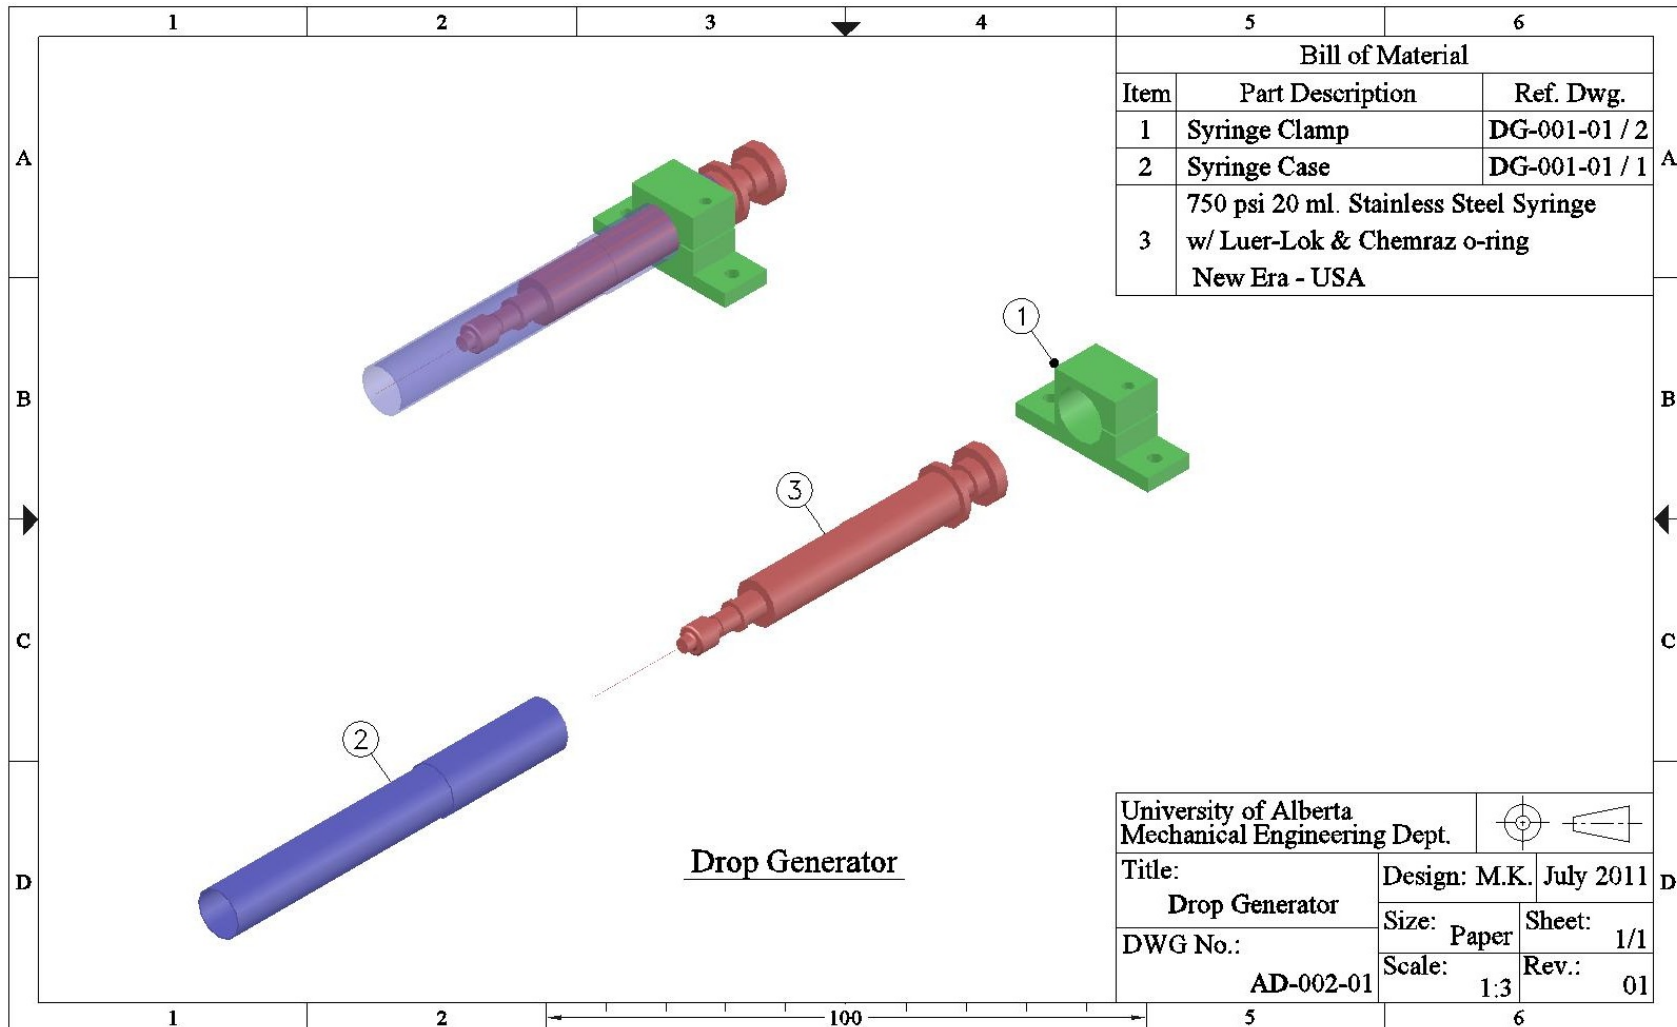 1 2 3 4 5 6
Bill of Material
Item Part Description Ref. Dwg.
1 Syringe Clamp DG-001-01 / 2
A A
2 Syringe Case DG-001-01 / 1
750 psi 20 ml. Stainless Steel Syringe
3 w/ Luer-Lok & Chemraz o-ring
New Era - USA
1
B B
3
C C
2
University of Alberta
Mechanical Engineering Dept.
Drop Generator
Title:
Drop Generator
Design: M.K. July 2011
D D
DWG No.:
AD-002-01
Size: Paper
Sheet: 1/1
Scale: 1:3
Rev.: 01
1 2 100 5 6